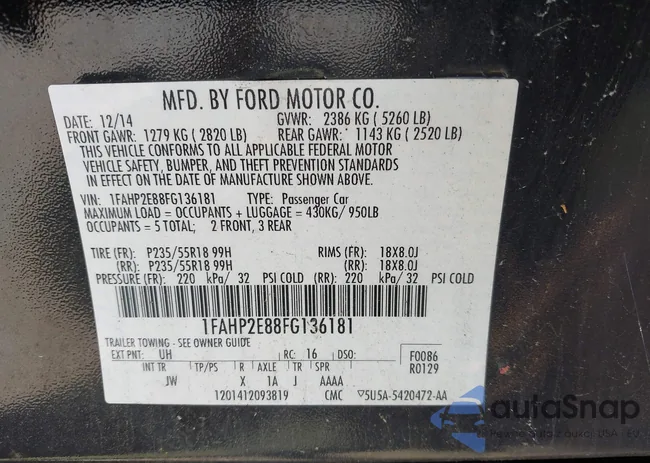 MFD. BY FORD MOTOR CO.
DATE: 12/14 GVWR: 2386 KG ( 5260 LB)
FRONT GAWR: 1279 KG ( 2820 LB) REAR GAWR: 1143 KG ( 2520 LB)
THIS VEHICLE CONFORMS TO ALL APPLICABLE FEDERAL MOTOR
VEHICLE SAFETY, BUMPER, AND THEFT PREVENTION STANDARDS
IN EFFECT ON THE DATE OF MANUFACTURE SHOWN ABOVE.
VIN: 1FAHP2E88FG136181 TYPE: Passenger Car
MAXIMUM LOAD = OCCUPANTS + LUGGAGE = 430KG/ 950LB
OCCUPANTS = 5 TOTAL; 2 FRONT, 3 REAR
TIRE (FR): P235/55R18 99H RIMS (FR): 18X8.0J
(RR): P235/55R18 99H (RR): 18X8.0J
PRESSURE (FR): 220 kPa/ 32 PSI COLD (RR): 220 kPa/ 32 PSI COLD
1FAHP2E88FG136181
TRAILER TOWING - SEE OWNER GUIDE
EXT PNT: UH RC: 16 DSO: F0086
INT TR TP/PS R AXLE TR SPR R0129
JW X 1A J AAAA
1201412093819 CMC ▽5U5A-5420472-AA
autoSnap